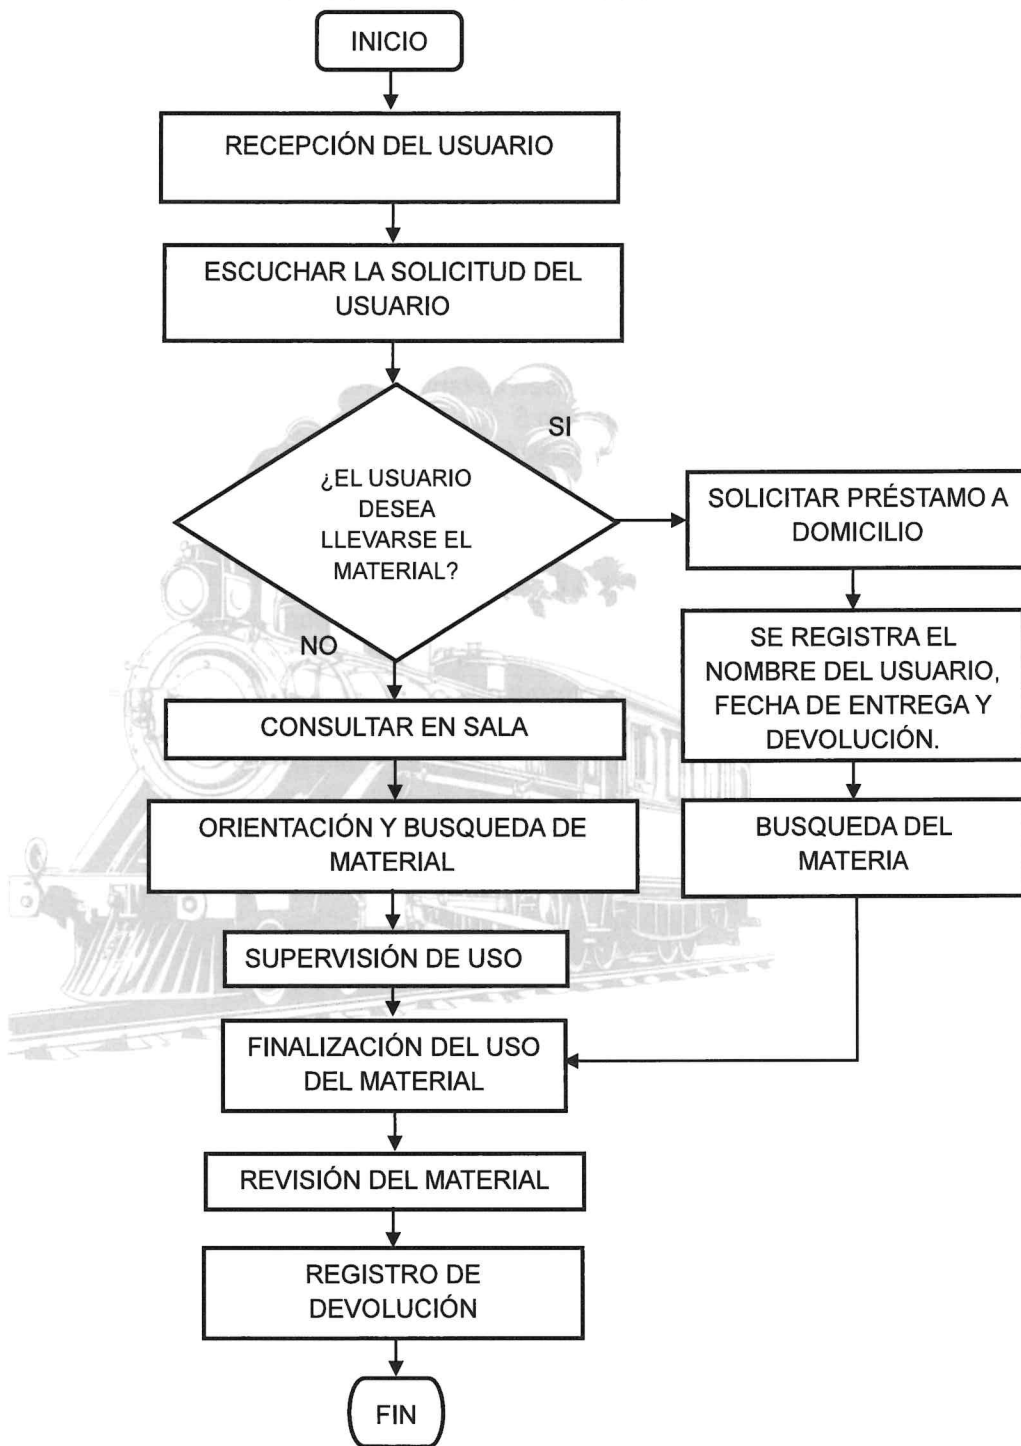 INICIO
RECEPCIÓN DEL USUARIO
ESCUCHAR LA SOLICITUD DEL
USUARIO
SI
¿EL USUARIO
DESEA
LLEVARSE EL
MATERIAL?
NO
SOLICITAR PRÉSTAMO A
DOMICILIO
SE REGISTRA EL
NOMBRE DEL USUARIO,
FECHA DE ENTREGA Y
DEVOLUCIÓN.
BUSQUEDA DEL
MATERIA
CONSULTAR EN SALA
ORIENTACIÓN Y BUSQUEDA DE
MATERIAL
SUPERVISIÓN DE USO
FINALIZACIÓN DEL USO
DEL MATERIAL
REVISIÓN DEL MATERIAL
REGISTRO DE
DEVOLUCIÓN
FIN